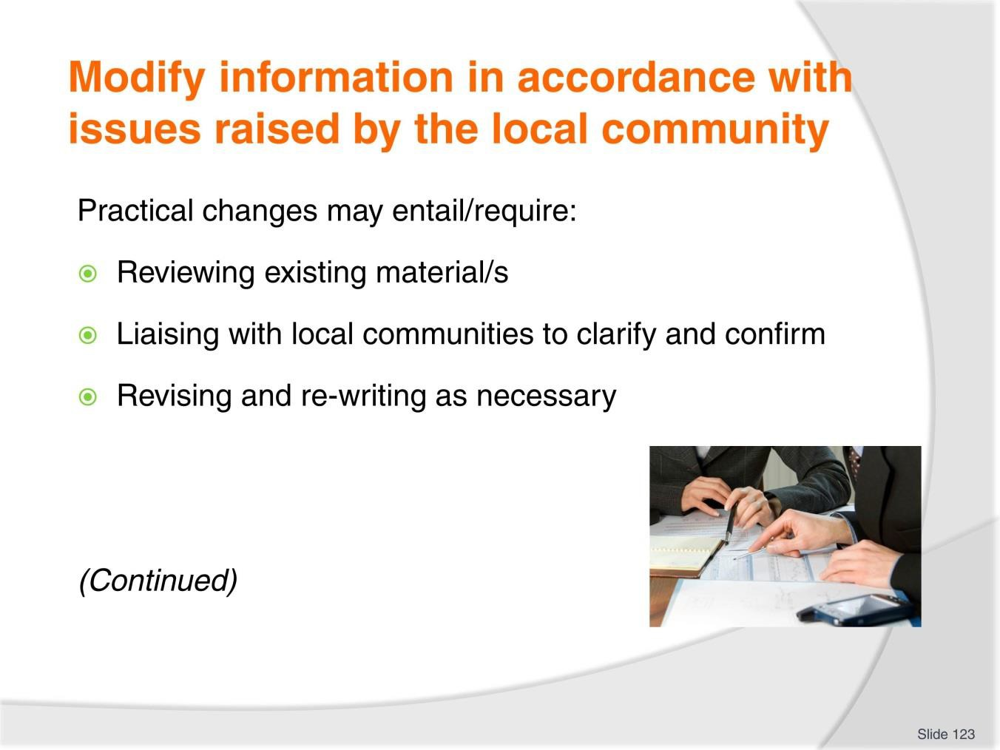 Modify information in accordance with
issues raised by the local community
Practical changes may entail/require:
Reviewing existing material/s
Liaising with local communities to clarify and confirm
Revising and re-writing as necessary
(Continued)
Slide 123